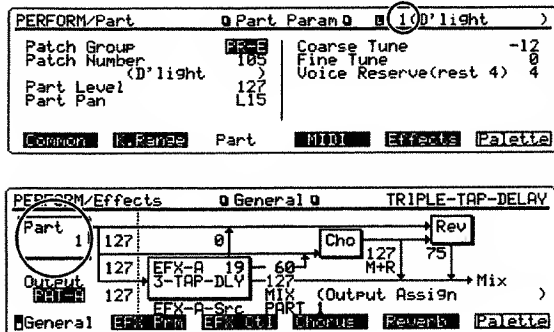 PERFORM/Part Part Param 1(D'light )
Patch Group PR-E
Patch Number 105
(D'light )
Part Level 127
Part Pan L15
Coarse Tune -12
Fine Tune 0
Voice Reserve(rest 4) 4
Common K.Range Part MIDI Effects Palette
PERFORM/Effects General TRIPLE-TAP-DELAY
Part
1
127 0 Cho Rev
127 EFX-A 19 60 127 75
M+R
Output 3-TAP-DLY 127 Mix
PAT-A 127 MIX (Output Assign
EFX-A-Src PART 1 )
General EFX Prm EFX Ctl Chorus Reverb Palette